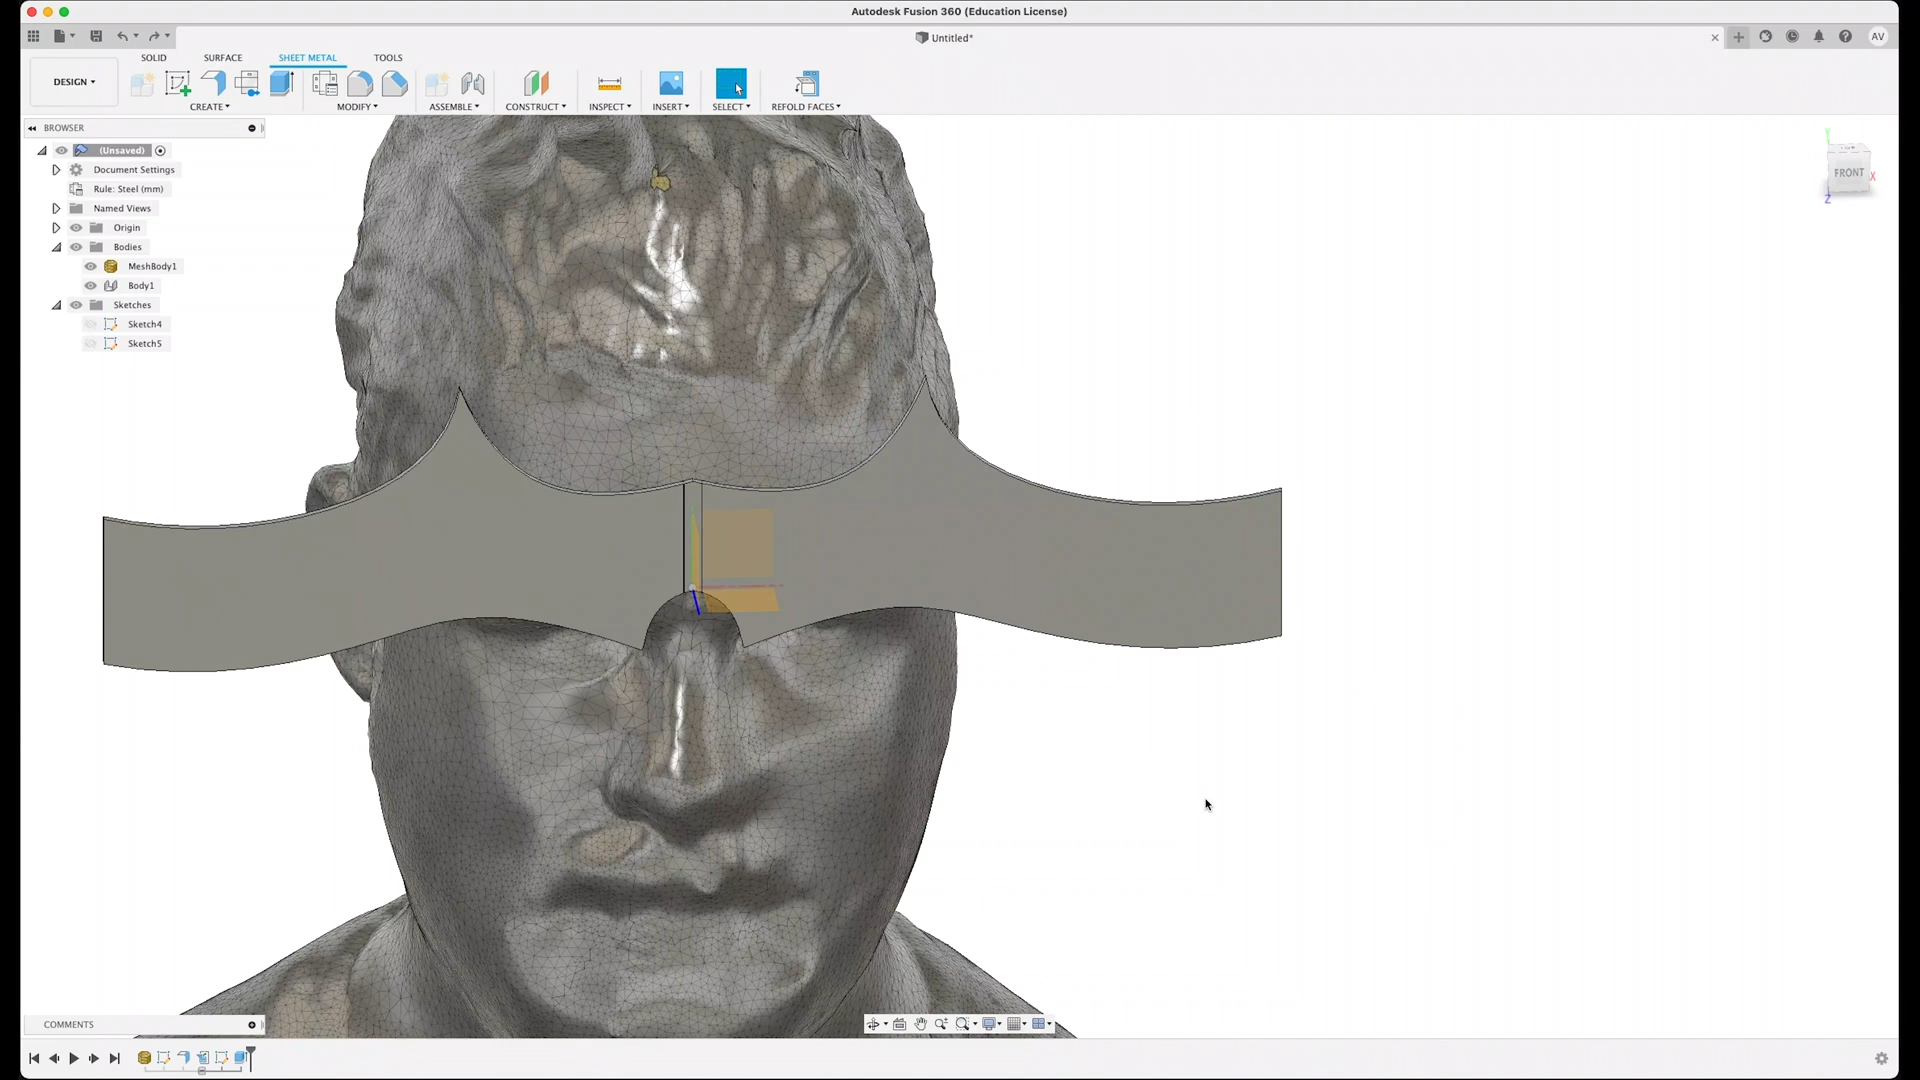 Autodesk Fusion 360 (Education License)
Untitled*
AV
SOLID
SURFACE
SHEET METAL
TOOLS
DESIGN
CREATE
MODIFY
ASSEMBLE
CONSTRUCT
INSPECT
INSERT
SELECT
REFOLD FACES
BROWSER
(Unsaved)
Document Settings
Rule: Steel (mm)
Named Views
Origin
Bodies
MeshBody1
Body1
Sketches
Sketch4
Sketch5
Y
FRONT
X
Z
COMMENTS